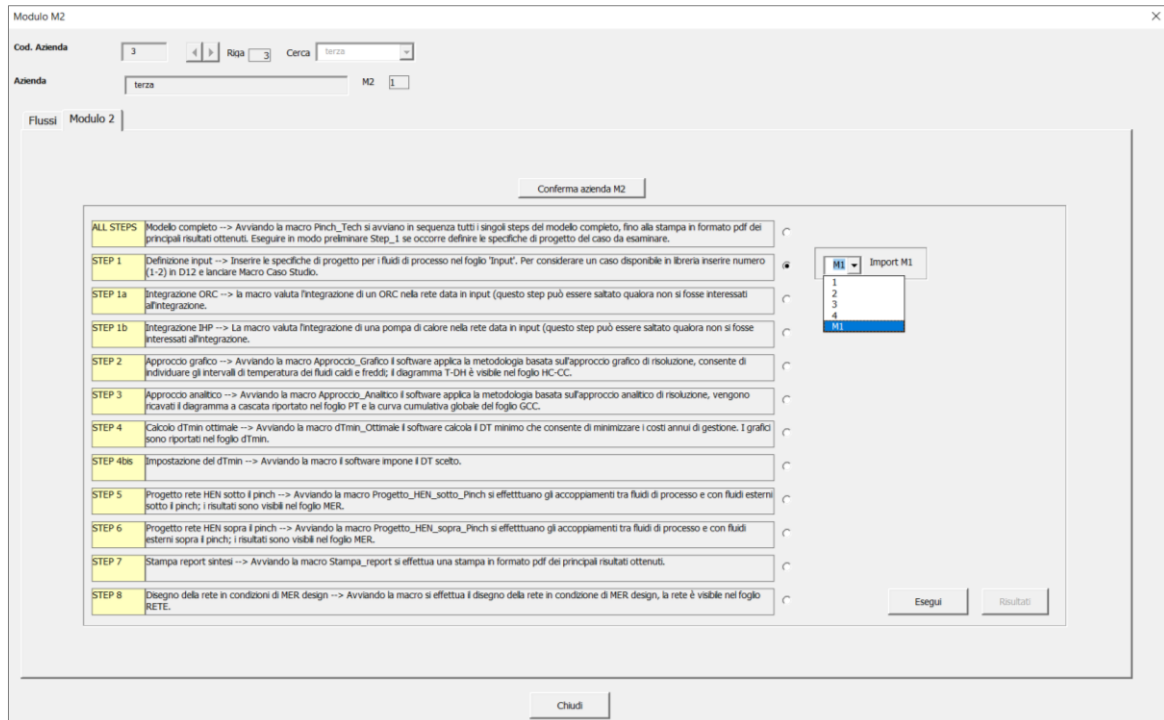 Modulo M2
Cod. Azienda
3
Riga
3
Cerca
terza
Azienda
terza
M2
1
Flussi
Modulo 2
Conferma azienda M2
ALL STEPS
Modello completo --> Avviando la macro Pinch_Tech si avviano in sequenza tutti i singoli steps del modello completo, fino alla stampa in formato pdf dei
principali risultati ottenuti. Eseguire in modo preliminare Step_1 se occorre definire le specifiche di progetto del caso da esaminare.
STEP 1
Definizione input --> Inserire le specifiche di progetto per i fluidi di processo nel foglio 'Input'. Per considerare un caso disponibile in libreria inserire numero
(1-2) in D12 e lanciare Macro Caso Studio.
M1
Import M1
1
2
3
4
M1
STEP 1a
Integrazione ORC --> la macro valuta l'integrazione di un ORC nella rete data in input (questo step può essere saltato qualora non si fosse interessati
all'integrazione.
STEP 1b
Integrazione IHP --> La macro valuta l'integrazione di una pompa di calore nella rete data in input (questo step può essere saltato qualora non si fosse
interessati all'integrazione.
STEP 2
Approccio grafico --> Avviando la macro Approccio_Grafico il software applica la metodologia basata sull'approccio grafico di risoluzione, consente di
individuare gli intervalli di temperatura dei fluidi caldi e freddi; il diagramma T-DH è visibile nel foglio HC-CC.
STEP 3
Approccio analitico --> Avviando la macro Approccio_Analitico il software applica la metodologia basata sull'approccio analitico di risoluzione, vengono
ricavati il diagramma a cascata riportato nel foglio PT e la curva cumulativa globale del foglio GCC.
STEP 4
Calcolo dTmin ottimale --> Avviando la macro dTmin_Ottimale il software calcola il DT minimo che consente di minimizzare i costi annui di gestione. I grafici
sono riportati nel foglio dTmin.
STEP 4bis
Impostazione del dTmin --> Avviando la macro il software impone il DT scelto.
STEP 5
Progetto rete HEN sotto il pinch --> Avviando la macro Progetto_HEN_sotto_Pinch si effetttuano gli accoppiamenti tra fluidi di processo e con fluidi esterni
sotto il pinch; i risultati sono visibili nel foglio MER.
STEP 6
Progetto rete HEN sopra il pinch --> Avviando la macro Progetto_HEN_sopra_Pinch si effetttuano gli accoppiamenti tra fluidi di processo e con fluidi
esterni sopra il pinch; i risultati sono visibili nel foglio MER.
STEP 7
Stampa report sintesi --> Avviando la macro Stampa_report si effettua una stampa in formato pdf dei principali risultati ottenuti.
STEP 8
Disegno della rete in condizioni di MER design --> Avviando la macro si effettua il disegno della rete in condizione di MER design, la rete è visibile nel foglio
RETE.
Esegui
Risultati
Chiudi